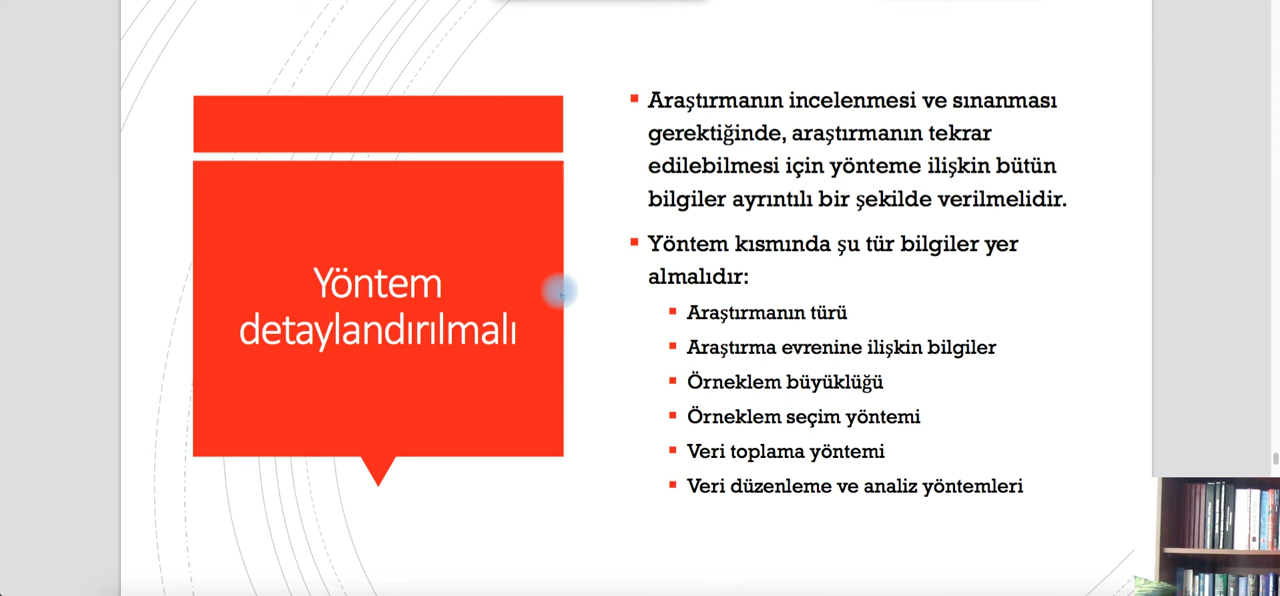 Yöntem
detaylandırılmalı
Araştırmanın incelenmesi ve sınanması
gerektiğinde, araştırmanın tekrar
edilebilmesi için yönteme ilişkin bütün
bilgiler ayrıntılı bir şekilde verilmelidir.
Yöntem kısmında şu tür bilgiler yer
almalıdır:
Araştırmanın türü
Araştırma evrenine ilişkin bilgiler
Örneklem büyüklüğü
Örneklem seçim yöntemi
Veri toplama yöntemi
Veri düzenleme ve analiz yöntemleri